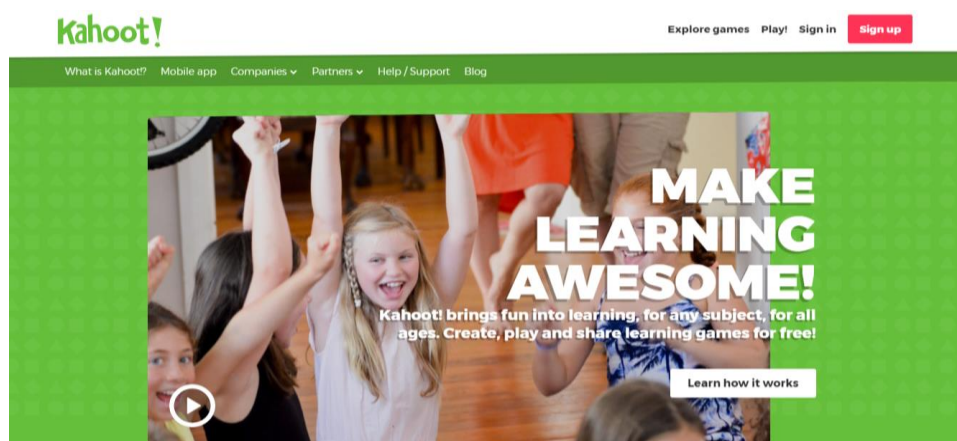 Kahoot!
Explore games Play! Sign in Sign up
What is Kahoot!? Mobile app Companies Partners Help / Support Blog
MAKE
LEARNING
AWESOME!
Kahoot! brings fun into learning, for any subject, for all
ages. Create, play and share learning games for free!
Learn how it works